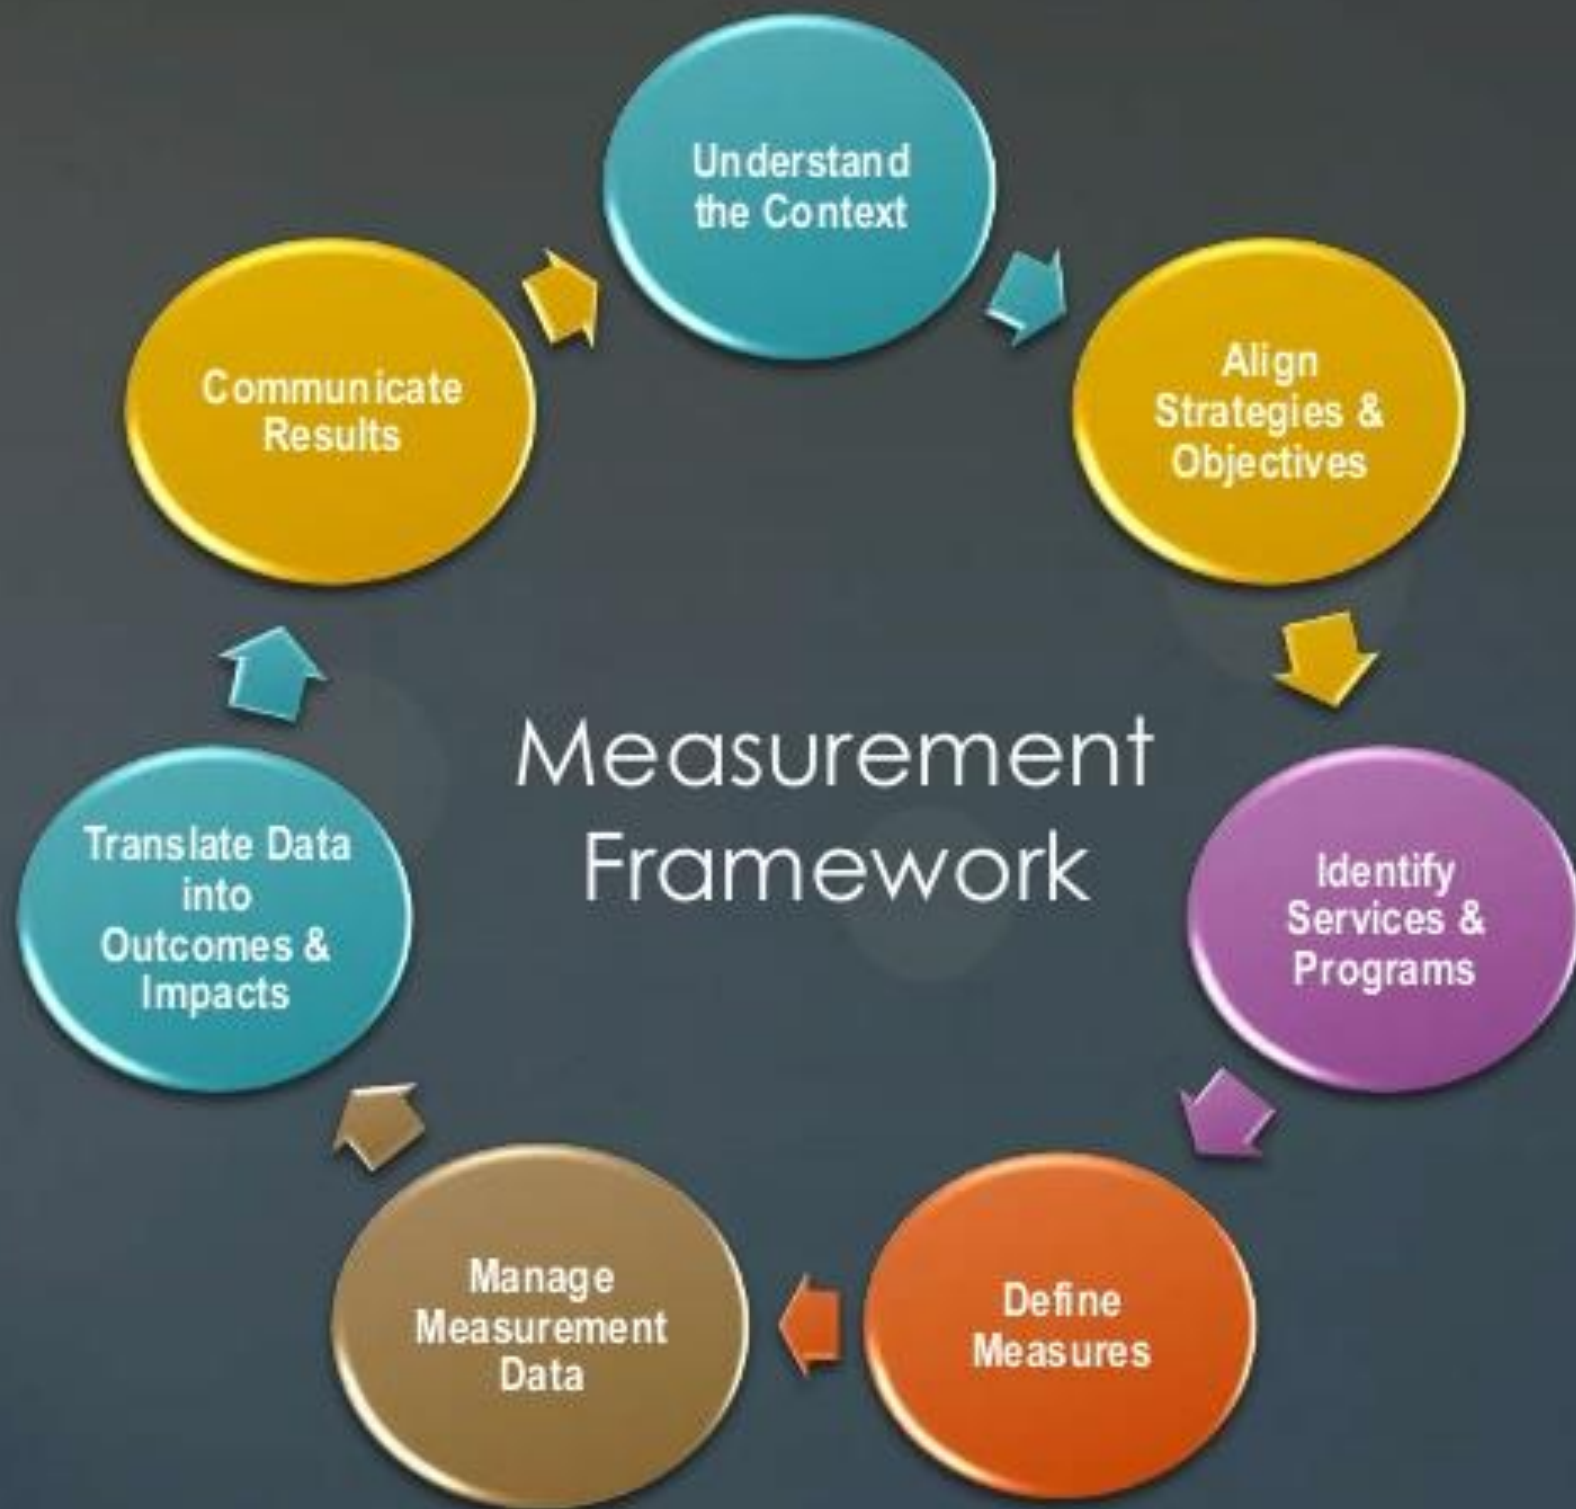 Understand
the Context
Align
Strategies &
Objectives
Identify
Services &
Programs
Define
Measures
Manage
Measurement
Data
Translate Data
into
Outcomes &
Impacts
Communicate
Results
Measurement
Framework